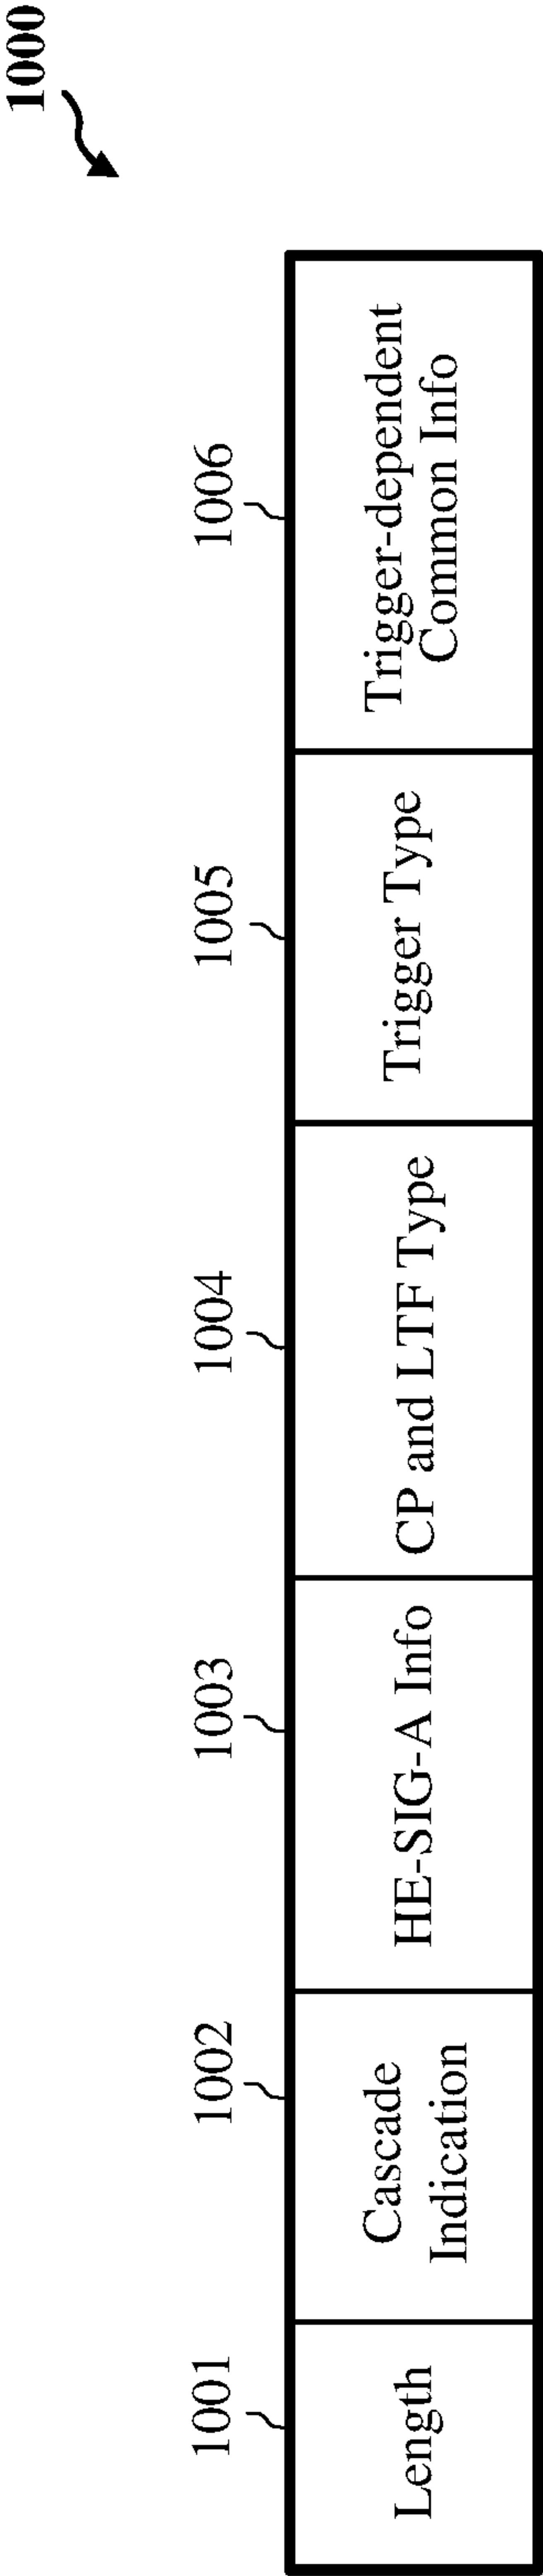 1000
1001
1002
1003
1004
1005
1006
Length
Cascade
Indication
HE-SIG-A Info
CP and LTF Type
Trigger Type
Trigger-dependent
Common Info